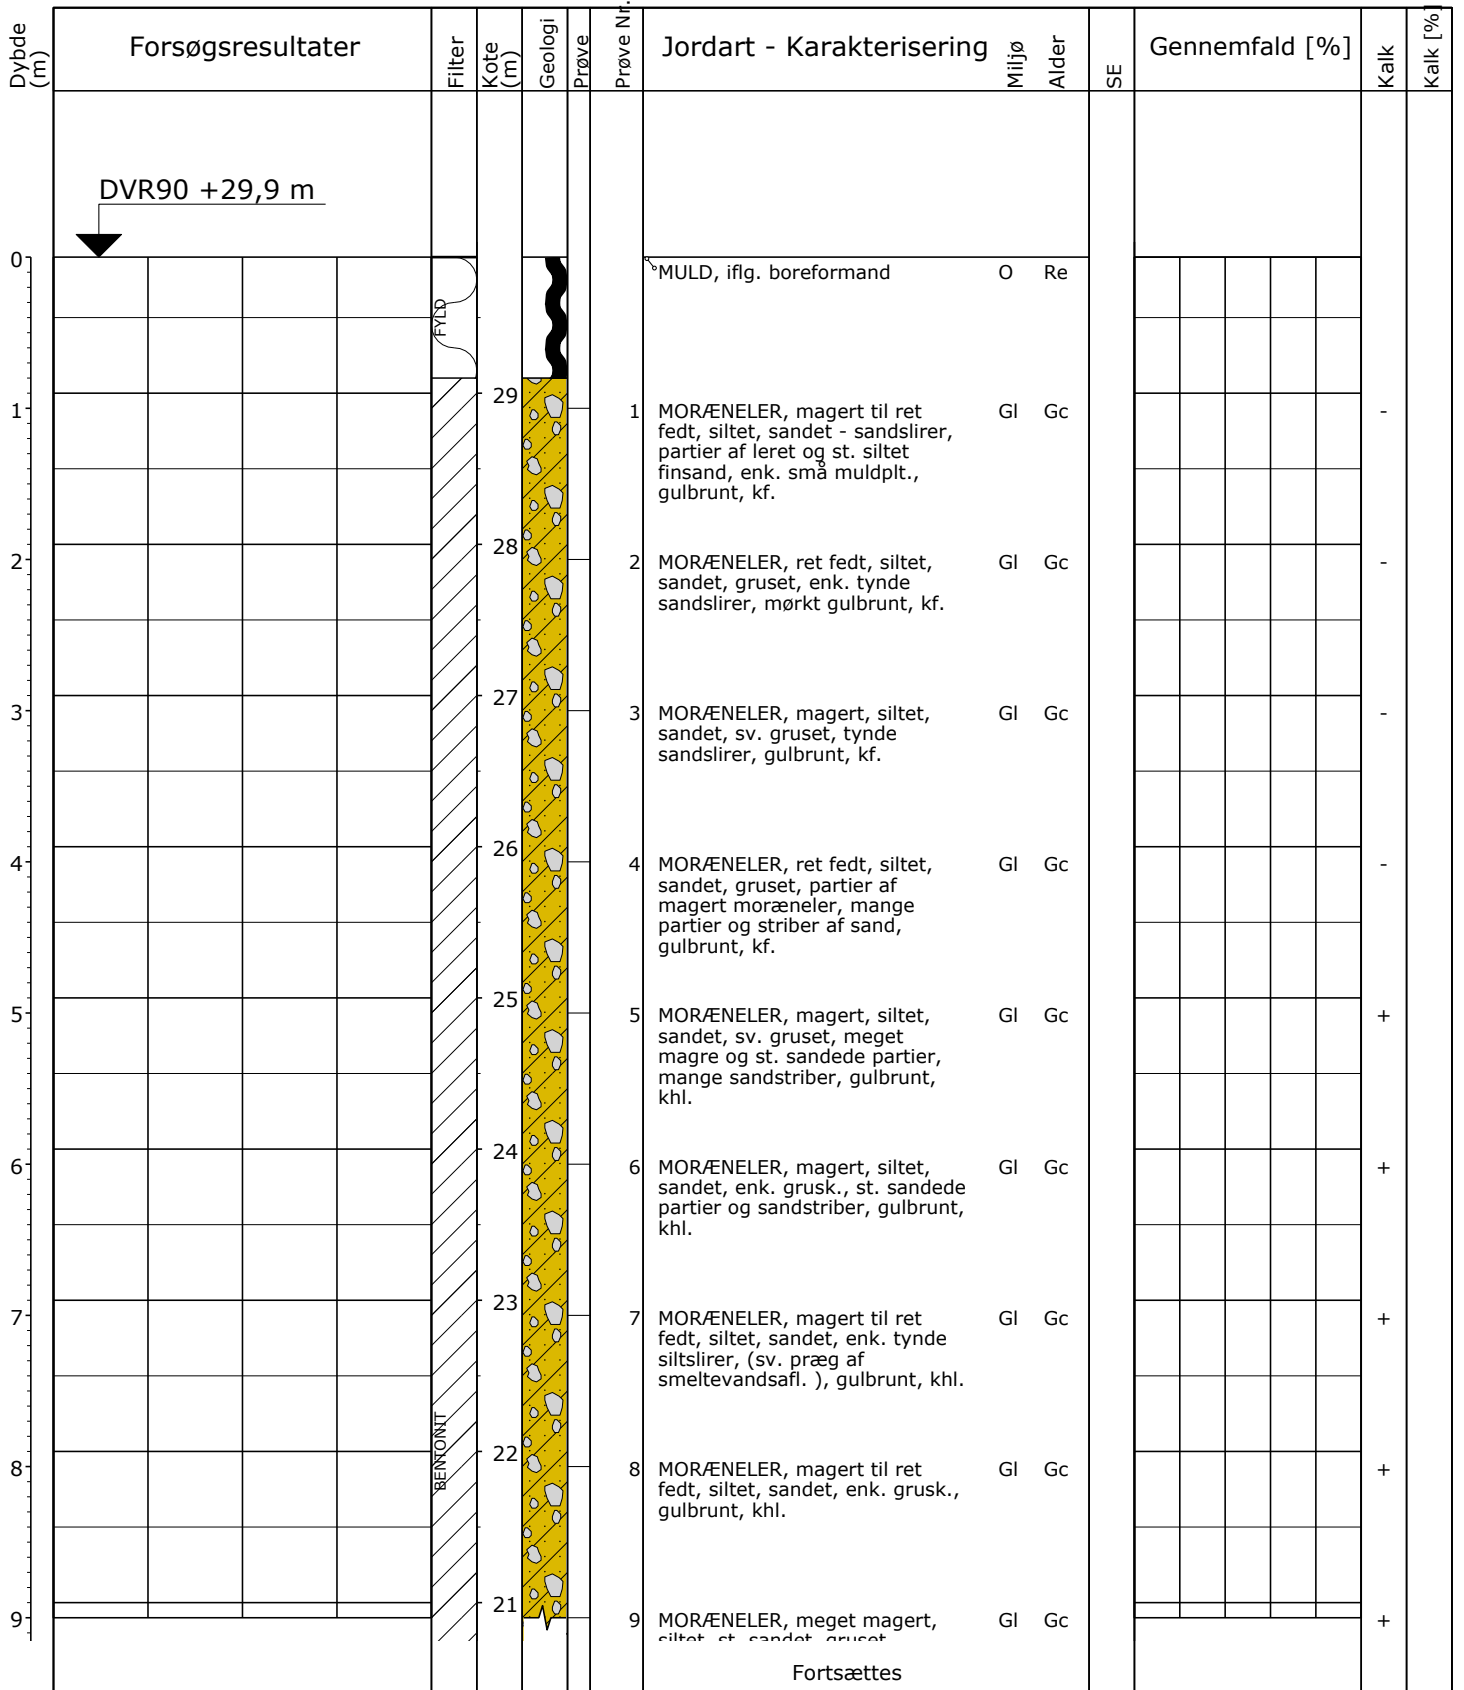 Dybde (m)
Forsøgsresultater
Filter
Kote (m)
Geologi
Prøve
Prøve Nr.
Jordart - Karakterisering
Miljø
Alder
SE
Gennemfald [%]
Kalk
Kalk [%]
DVR90 +29,9 m
0
MULD, iflg. boreformand O Re
FYLD
29
1 1 MORÆNELER, magert til ret Gl Gc -
fedt, siltet, sandet - sandslirer,
partier af leret og st. siltet
finsand, enk. små muldplt.,
gulbrunt, kf.
28
2 2 MORÆNELER, ret fedt, siltet, Gl Gc -
sandet, gruset, enk. tynde
sandslirer, mørkt gulbrunt, kf.
27
3 3 MORÆNELER, magert, siltet, Gl Gc -
sandet, sv. gruset, tynde
sandslirer, gulbrunt, kf.
26
4 4 MORÆNELER, ret fedt, siltet, Gl Gc -
sandet, gruset, partier af
magert moræneler, mange
partier og striber af sand,
gulbrunt, kf.
25
5 5 MORÆNELER, magert, siltet, Gl Gc +
sandet, sv. gruset, meget
magre og st. sandede partier,
mange sandstriber, gulbrunt,
khl.
24
6 6 MORÆNELER, magert, siltet, Gl Gc +
sandet, enk. grusk., st. sandede
partier og sandstriber, gulbrunt,
khl.
23
7 7 MORÆNELER, magert til ret Gl Gc +
fedt, siltet, sandet, enk. tynde
siltslirer, (sv. præg af
smeltevandsafl. ), gulbrunt, khl.
BENTONIT
22
8 8 MORÆNELER, magert til ret Gl Gc +
fedt, siltet, sandet, enk. grusk.,
gulbrunt, khl.
21
9 9 MORÆNELER, meget magert, Gl Gc +
siltet, st. sandet, gruset
Fortsættes